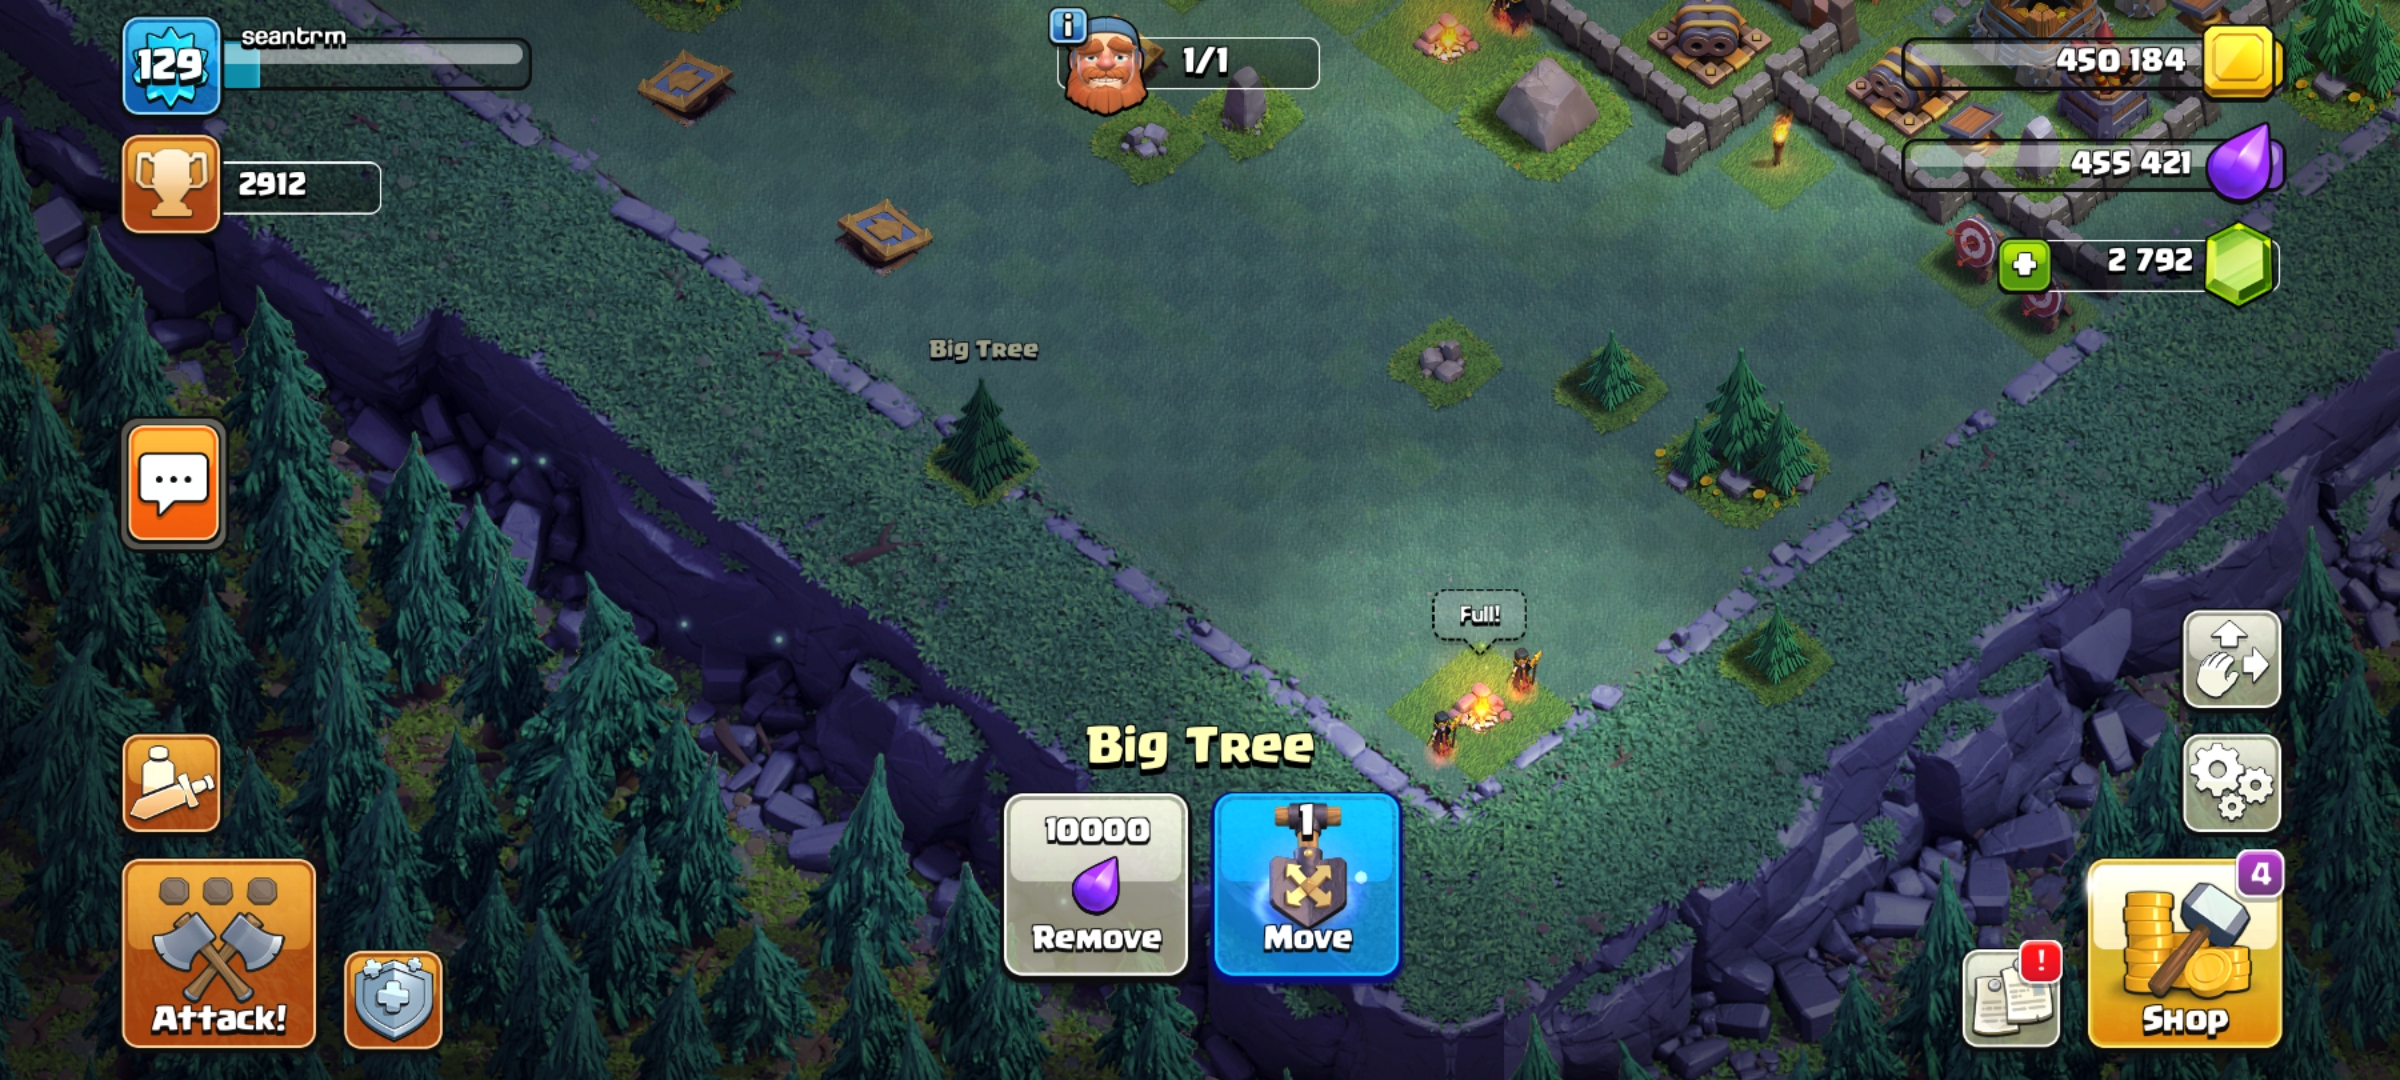 seantrm
129
1/1
450 184
2912
455 421
2 792
Big Tree
Full!
Big Tree
10000
Remove
1
Move
Attack!
4
!
Shop